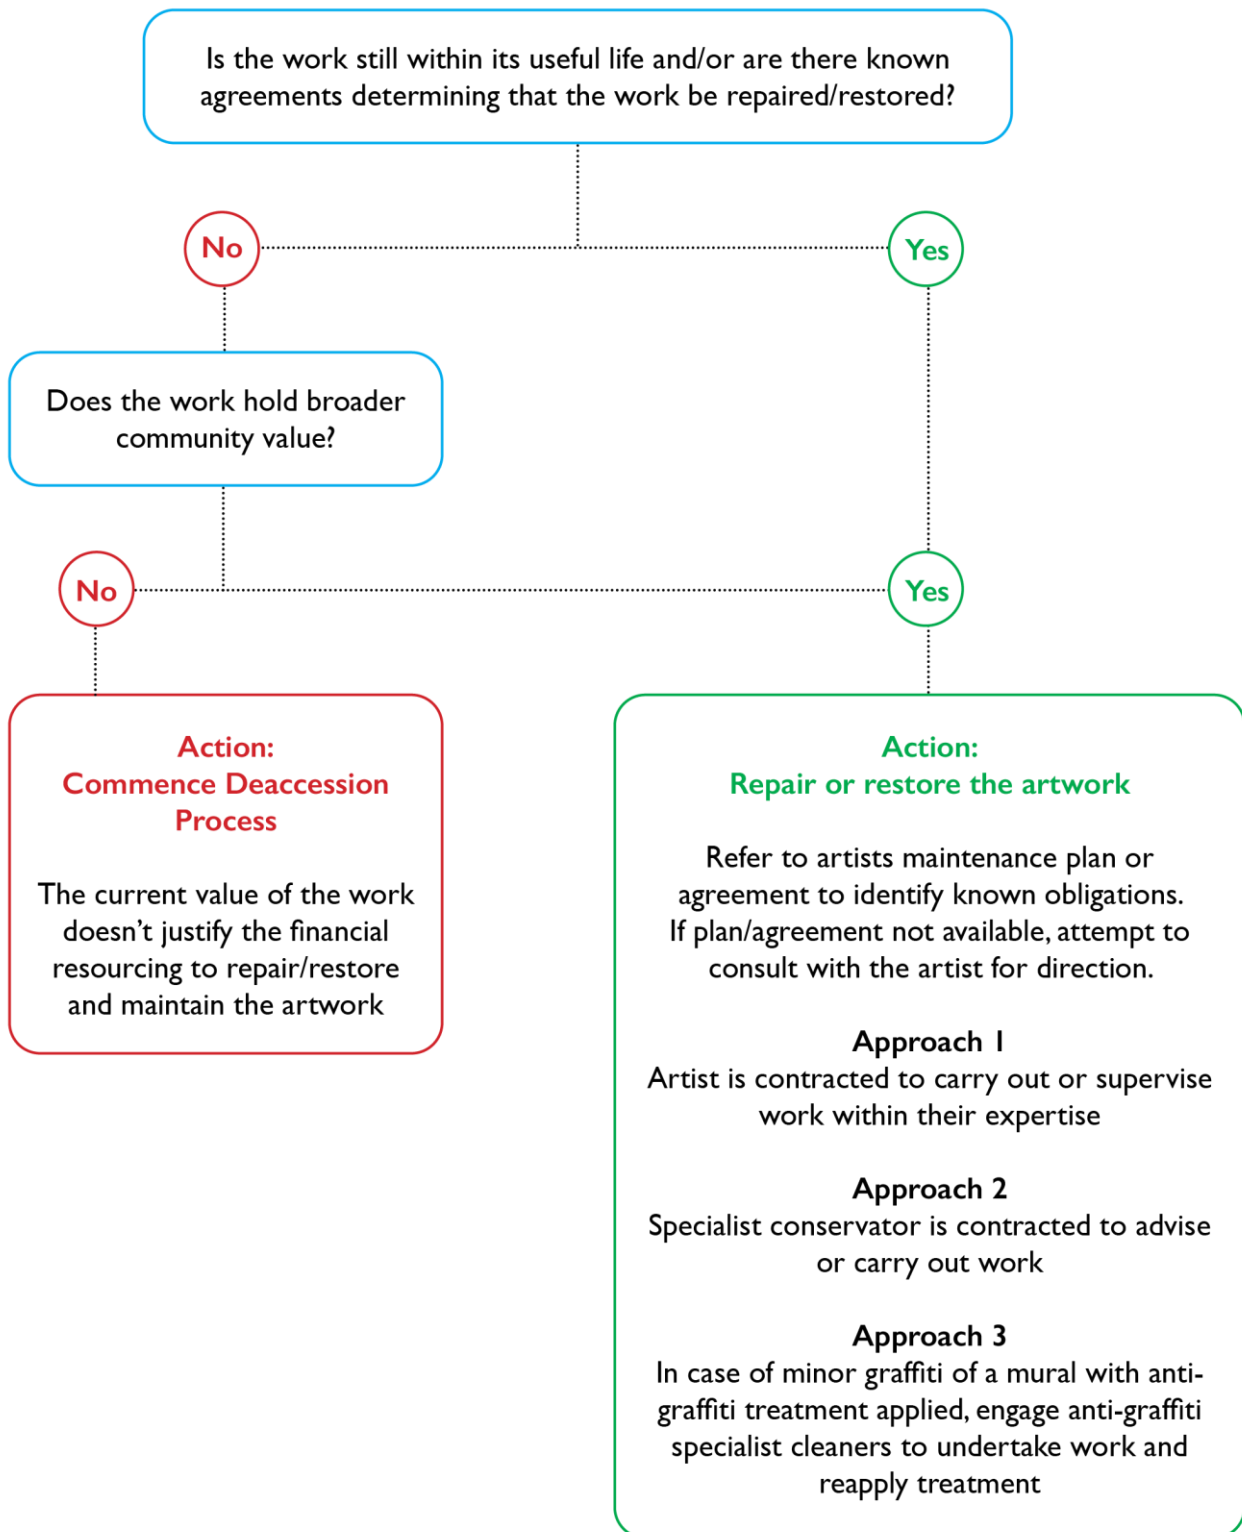 Is the work still within its useful life and/or are there known
agreements determining that the work be repaired/restored?
No
Yes
Does the work hold broader
community value?
No
Yes
Action:
Commence Deaccession
Process
The current value of the work
doesn’t justify the financial
resourcing to repair/restore
and maintain the artwork
Action:
Repair or restore the artwork
Refer to artists maintenance plan or
agreement to identify known obligations.
If plan/agreement not available, attempt to
consult with the artist for direction.
Approach 1
Artist is contracted to carry out or supervise
work within their expertise
Approach 2
Specialist conservator is contracted to advise
or carry out work
Approach 3
In case of minor graffiti of a mural with anti-
graffiti treatment applied, engage anti-graffiti
specialist cleaners to undertake work and
reapply treatment